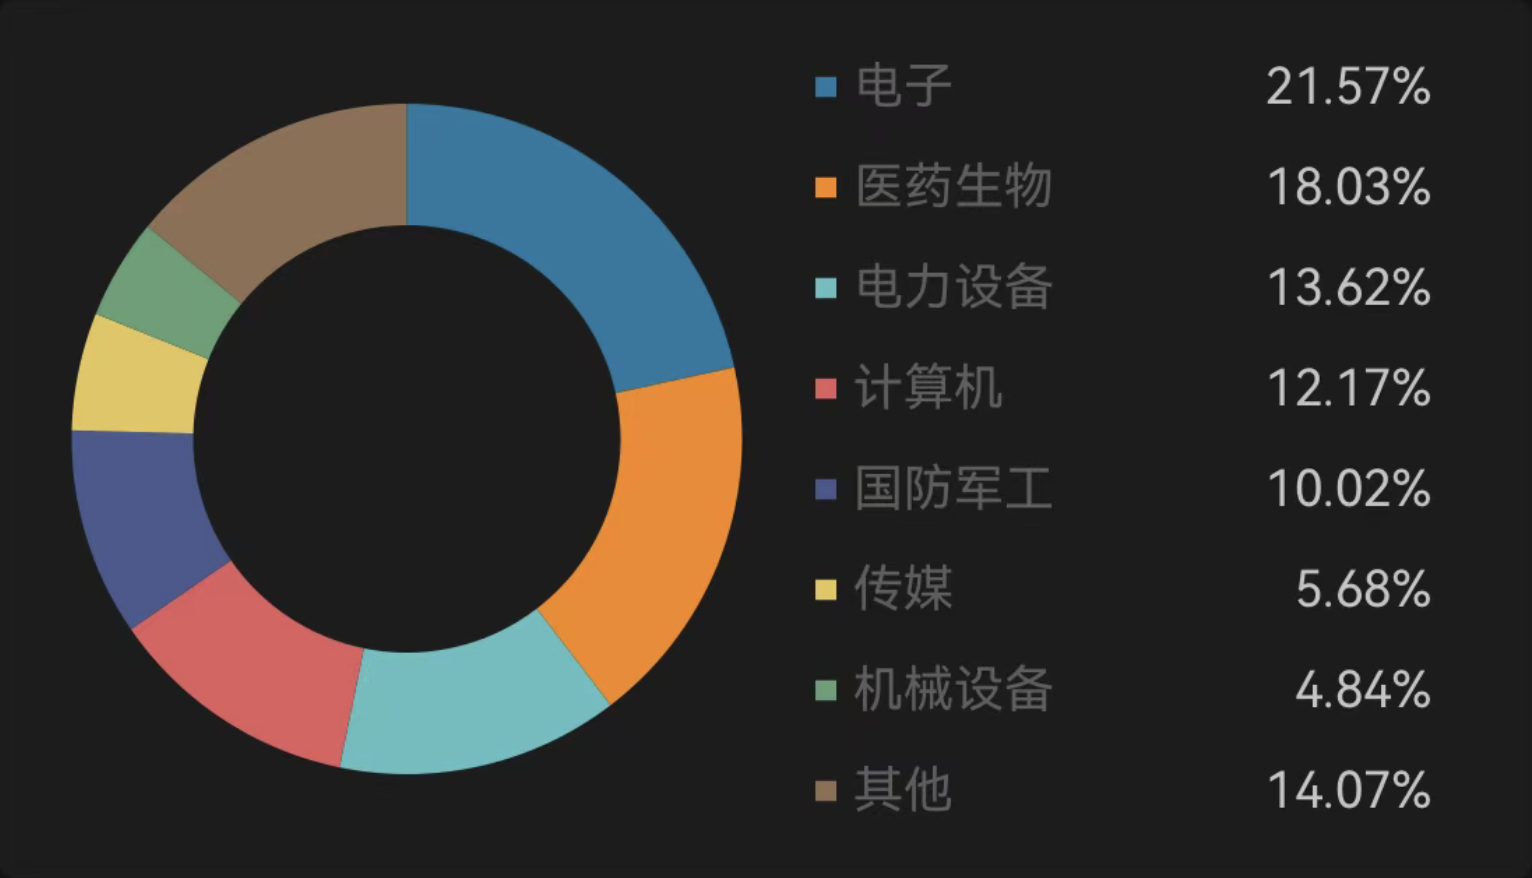 电子 21.57%
医药生物 18.03%
电力设备 13.62%
计算机 12.17%
国防军工 10.02%
传媒 5.68%
机械设备 4.84%
其他 14.07%